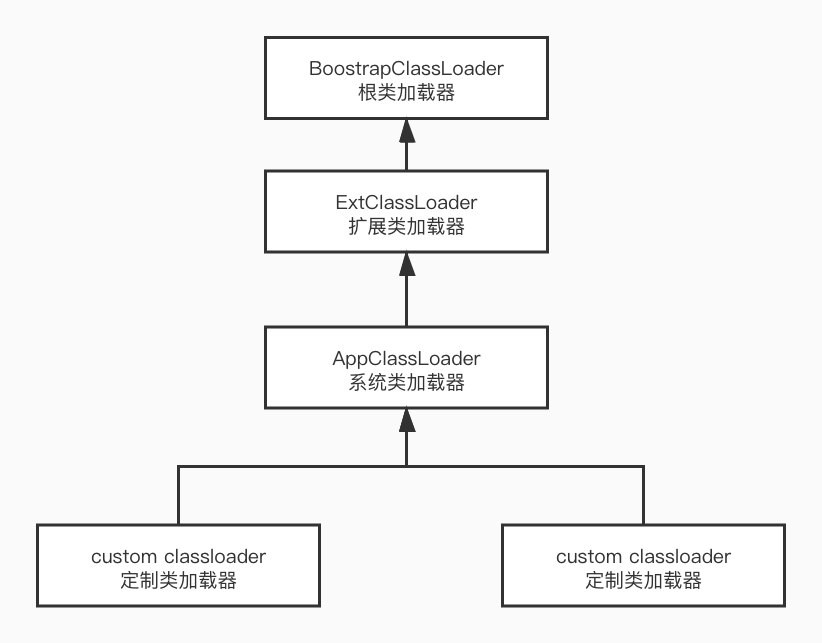 BoostrapClassLoader
根类加载器
ExtClassLoader
扩展类加载器
AppClassLoader
系统类加载器
custom classloader
定制类加载器
custom classloader
定制类加载器